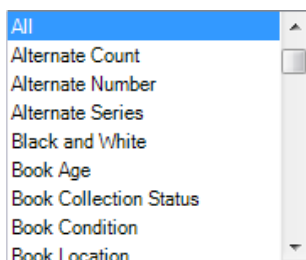 All
Alternate Count
Alternate Number
Alternate Series
Black and White
Book Age
Book Collection Status
Book Condition
Book Location